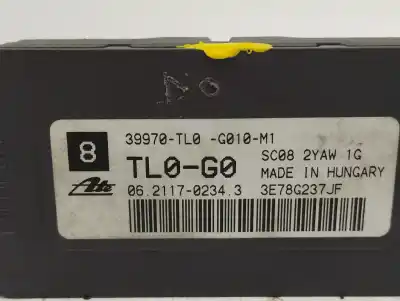 DO
8
39970-TL0 -G010-M1
TL0-G0
SC08 2YAW 1G
MADE IN HUNGARY
Ate
06.2117-0234.3
3E78G237JF